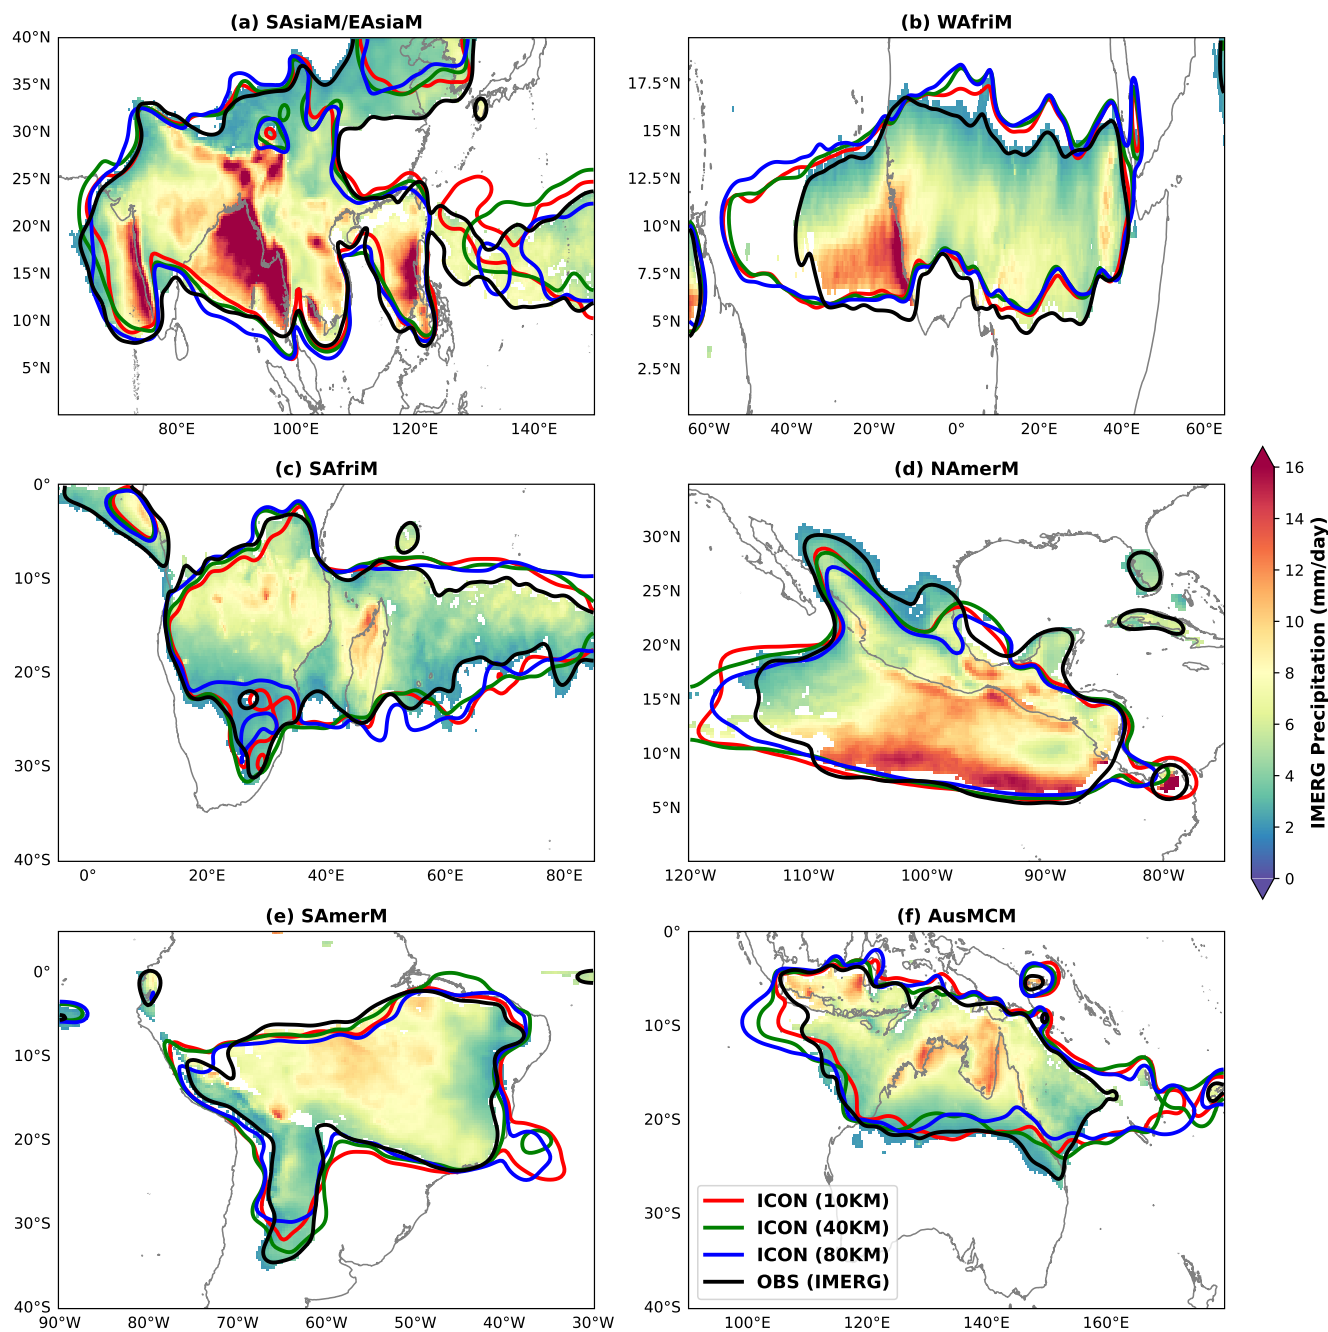 (a) SAsiaM/EAsiaM
40°N
35°N
30°N
25°N
20°N
15°N
10°N
5°N
80°E 100°E 120°E 140°E
(b) WAfriM
17.5°N
15°N
12.5°N
10°N
7.5°N
5°N
2.5°N
60°W 40°W 20°W 0° 20°E 40°E 60°E
(c) SAfriM
0°
10°S
20°S
30°S
40°S
0° 20°E 40°E 60°E 80°E
(d) NAmerM
30°N
25°N
20°N
15°N
10°N
5°N
120°W 110°W 100°W 90°W 80°W
16
14
12
10
8
6
4
2
0
IMERG Precipitation (mm/day)
(e) SAmerM
0°
10°S
20°S
30°S
40°S
90°W 80°W 70°W 60°W 50°W 40°W 30°W
(f) AusMCM
0°
10°S
20°S
30°S
40°S
100°E 120°E 140°E 160°E
ICON (10KM)
ICON (40KM)
ICON (80KM)
OBS (IMERG)